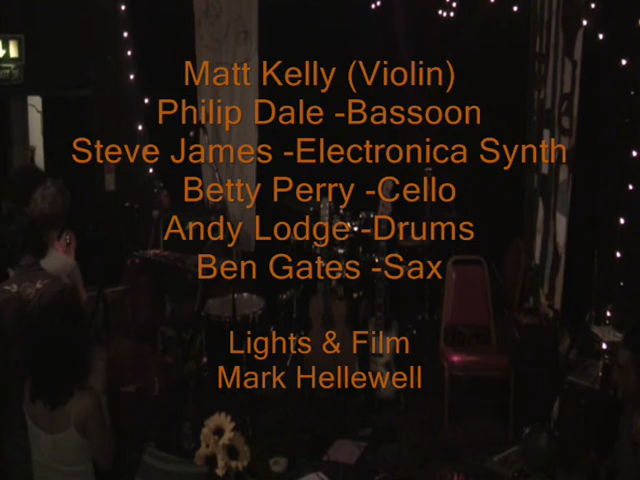 Matt Kelly (Violin)
Philip Dale -Bassoon
Steve James -Electronica Synth
Betty Perry -Cello
Andy Lodge -Drums
Ben Gates -Sax
Lights & Film
Mark Hellewell